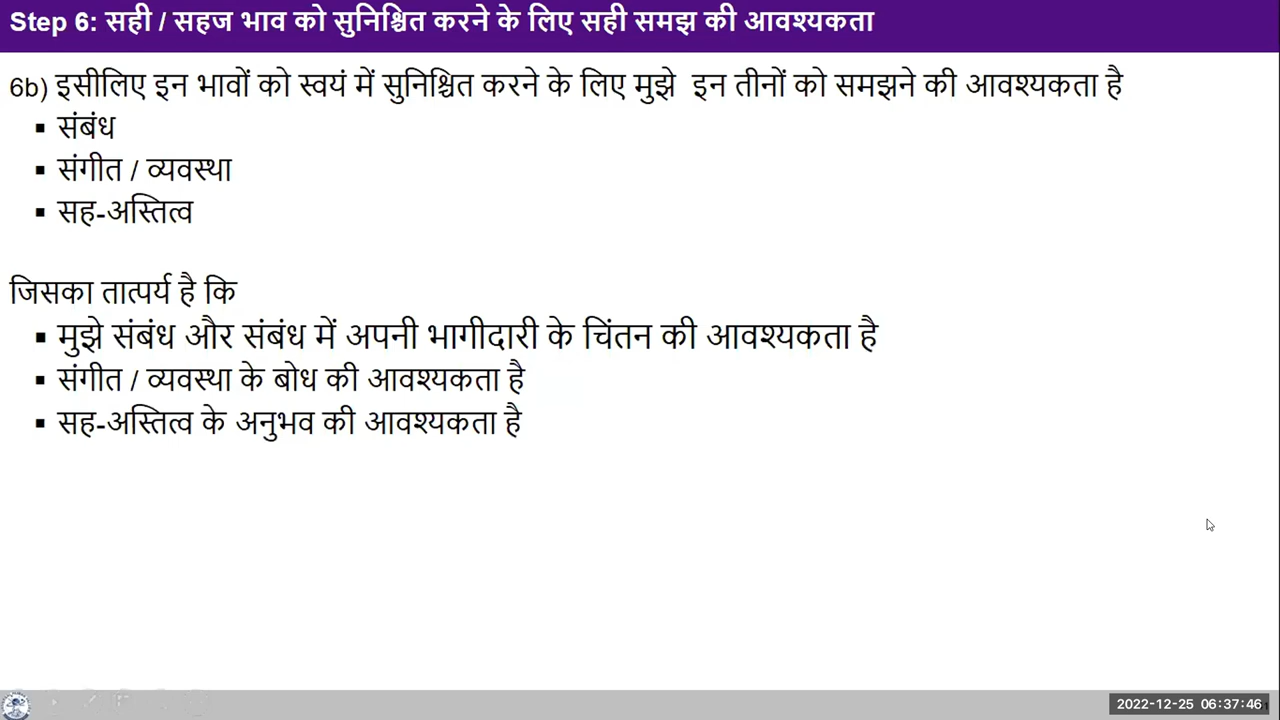 Step 6: सही / सहज भाव को सुनिश्चित करने के लिए सही समझ की आवश्यकता
6b) इसीलिए इन भावों को स्वयं में सुनिश्चित करने के लिए मुझे इन तीनों को समझने की आवश्यकता है
▪ संबंध
▪ संगीत / व्यवस्था
▪ सह-अस्तित्व
जिसका तात्पर्य है कि
▪ मुझे संबंध और संबंध में अपनी भागीदारी के चिंतन की आवश्यकता है
▪ संगीत / व्यवस्था के बोध की आवश्यकता है
▪ सह-अस्तित्व के अनुभव की आवश्यकता है
2022-12-25 06:37:46